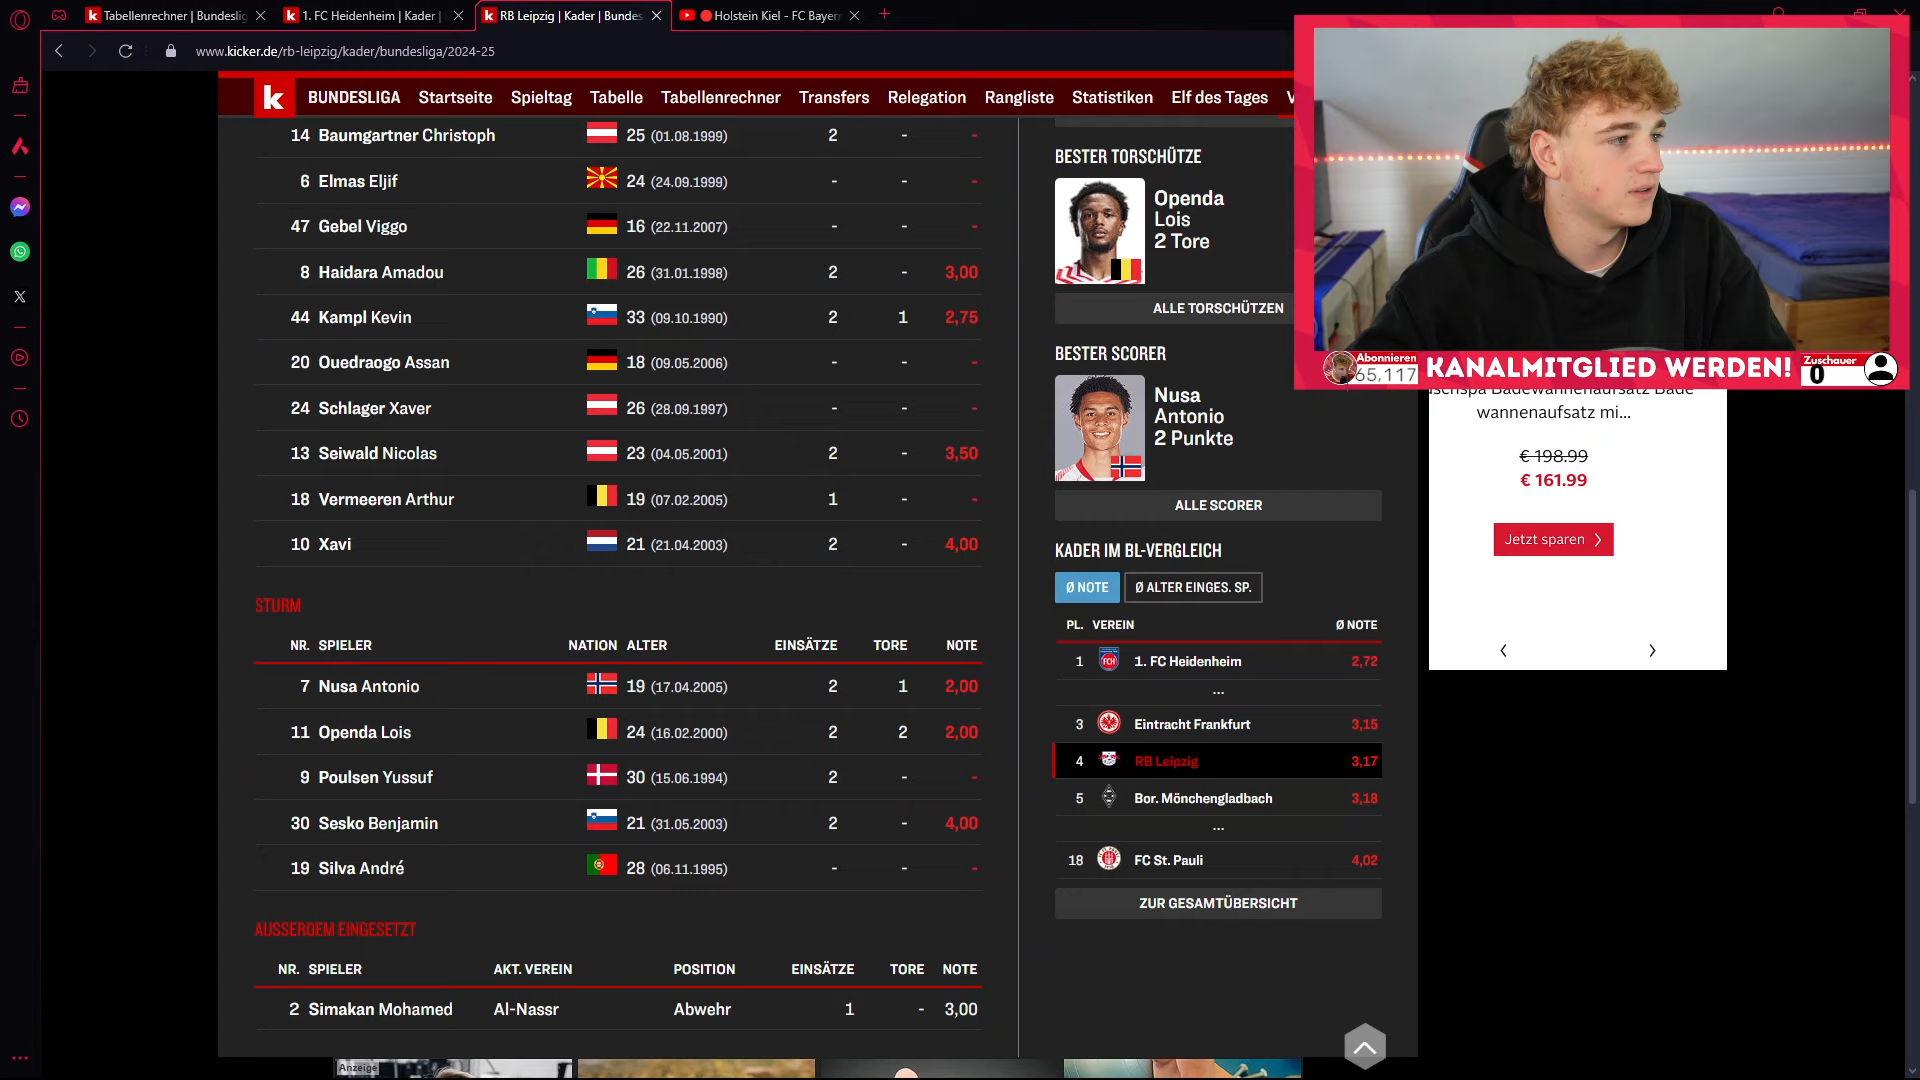 Tabellenrechner | Bundeslig
1. FC Heidenheim | Kader |
RB Leipzig | Kader | Bundes
Holstein Kiel - FC Bayer
www.kicker.de/rb-leipzig/kader/bundesliga/2024-25
k BUNDESLIGA Startseite Spieltag Tabelle Tabellenrechner Transfers Relegation Rangliste Statistiken Elf des Tages V
14 Baumgartner Christoph 25 (01.08.1999) 2 - -
6 Elmas Eljif 24 (24.09.1999) - - -
47 Gebel Viggo 16 (22.11.2007) - - -
8 Haidara Amadou 26 (31.01.1998) 2 - 3,00
44 Kampl Kevin 33 (09.10.1990) 2 1 2,75
20 Ouedraogo Assan 18 (09.05.2006) - - -
24 Schlager Xaver 26 (28.09.1997) - - -
13 Seiwald Nicolas 23 (04.05.2001) 2 - 3,50
18 Vermeeren Arthur 19 (07.02.2005) 1 - -
10 Xavi 21 (21.04.2003) 2 - 4,00
STURM
NR. SPIELER NATION ALTER EINSÄTZE TORE NOTE
7 Nusa Antonio 19 (17.04.2005) 2 1 2,00
11 Openda Lois 24 (16.02.2000) 2 2 2,00
9 Poulsen Yussuf 30 (15.06.1994) 2 - -
30 Sesko Benjamin 21 (31.05.2003) 2 - 4,00
19 Silva André 28 (06.11.1995) - - -
AUSSERDEM EINGESETZT
NR. SPIELER AKT. VEREIN POSITION EINSÄTZE TORE NOTE
2 Simakan Mohamed Al-Nassr Abwehr 1 - 3,00
Anzeige
BESTER TORSCHÜTZE
Openda
Lois
2 Tore
ALLE TORSCHÜTZEN
BESTER SCORER
Nusa
Antonio
2 Punkte
ALLE SCORER
KADER IM BL-VERGLEICH
Ø NOTE Ø ALTER EINGES. SP.
PL. VEREIN Ø NOTE
1 1. FC Heidenheim 2,72
...
3 Eintracht Frankfurt 3,15
4 RB Leipzig 3,17
5 Bor. Mönchengladbach 3,18
...
18 FC St. Pauli 4,02
ZUR GESAMTÜBERSICHT
Abonnieren
65,117
KANALMITGLIED WERDEN!
Zuschauer
0
Badewannenaufsatz Bade
wannenaufsatz mi...
€ 198.99
€ 161.99
Jetzt sparen